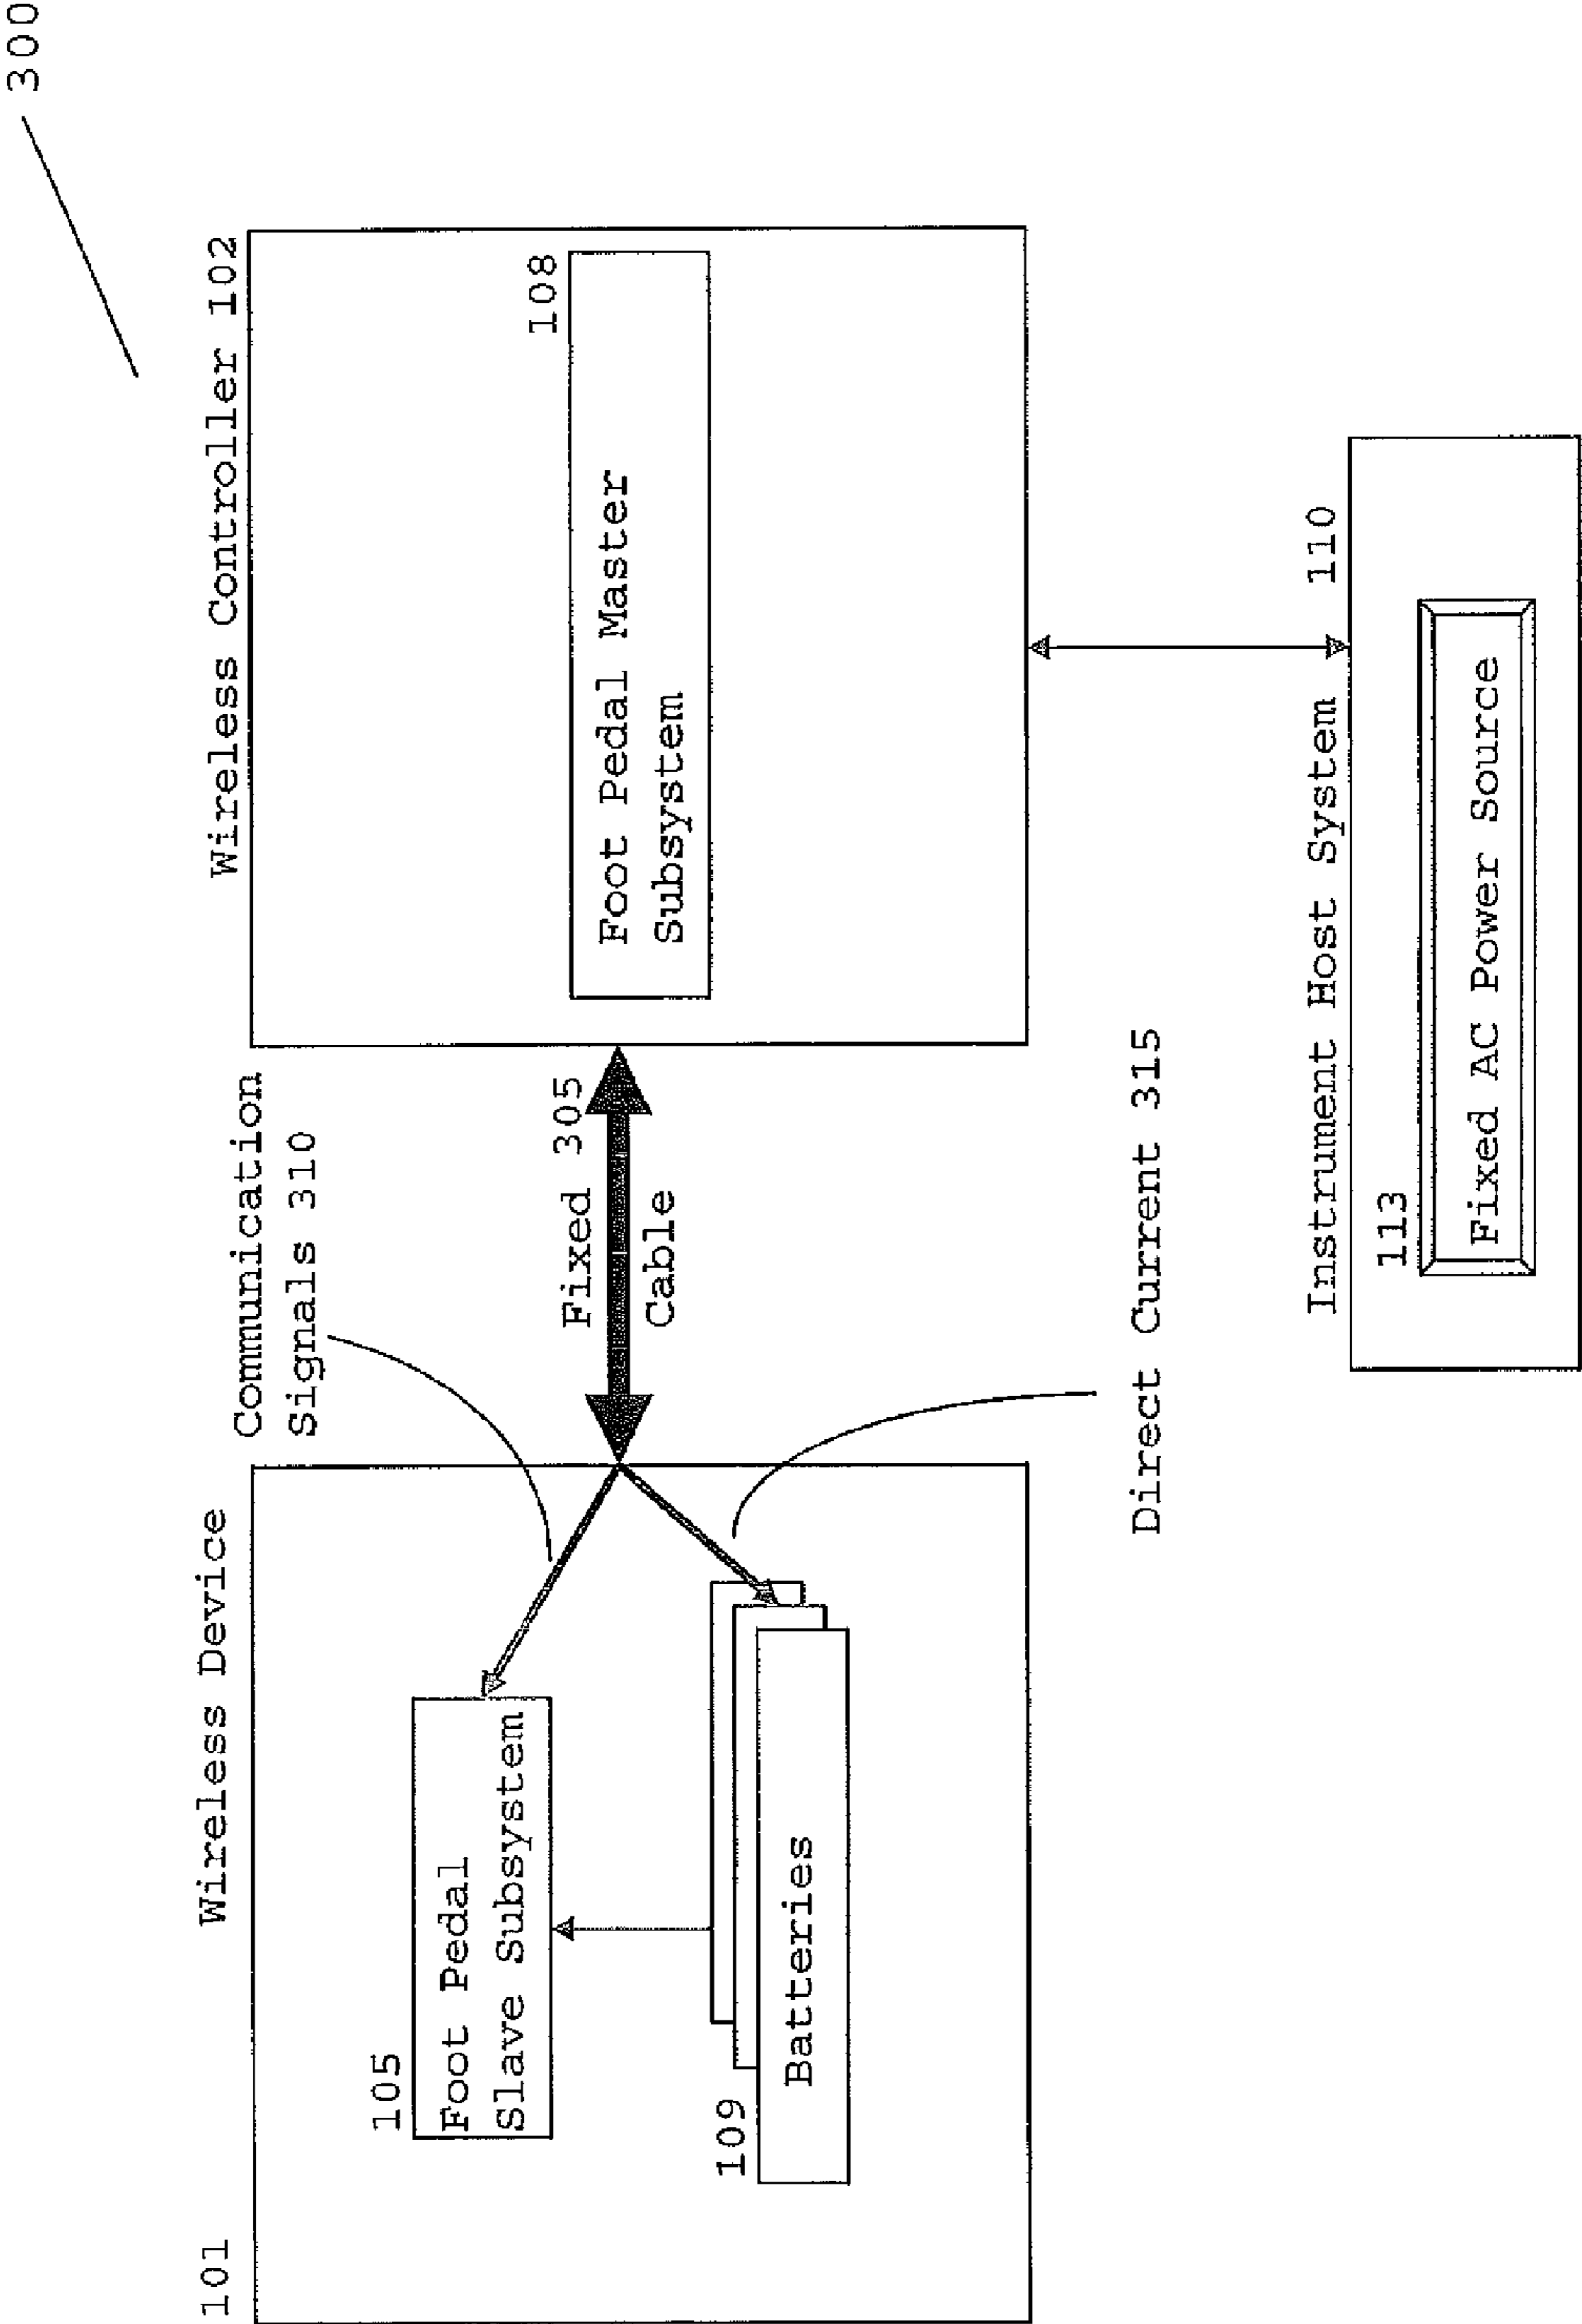 300
101
Wireless Device
Communication
Signals 310
Wireless Controller 102
105
Foot Pedal
Slave Subsystem
109
Batteries
Fixed 305
Cable
108
Foot Pedal Master
Subsystem
Direct Current 315
Instrument Host System 110
113
Fixed AC Power Source